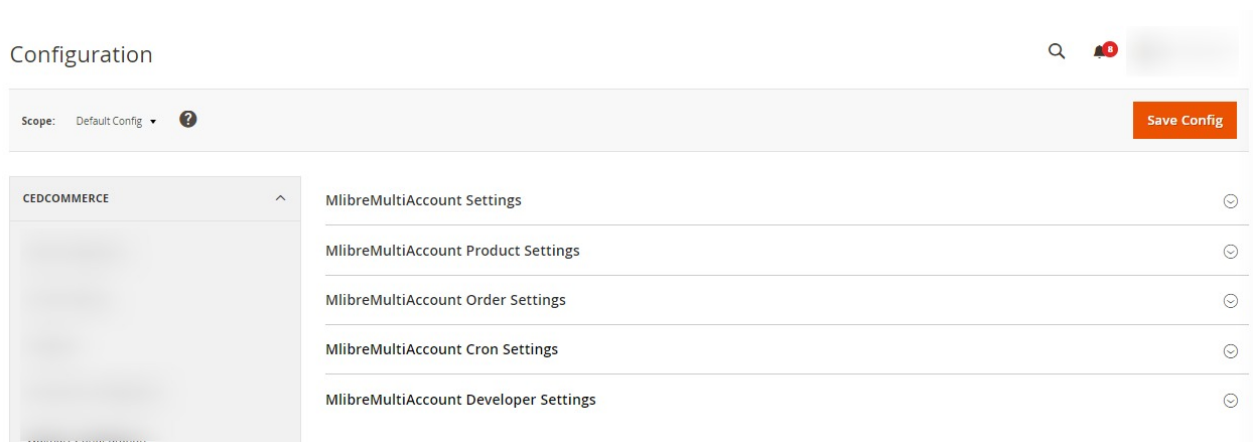 Configuration
8
Scope: Default Config
?
Save Config
CEDCOMMERCE
MlibreMultiAccount Settings
MlibreMultiAccount Product Settings
MlibreMultiAccount Order Settings
MlibreMultiAccount Cron Settings
MlibreMultiAccount Developer Settings